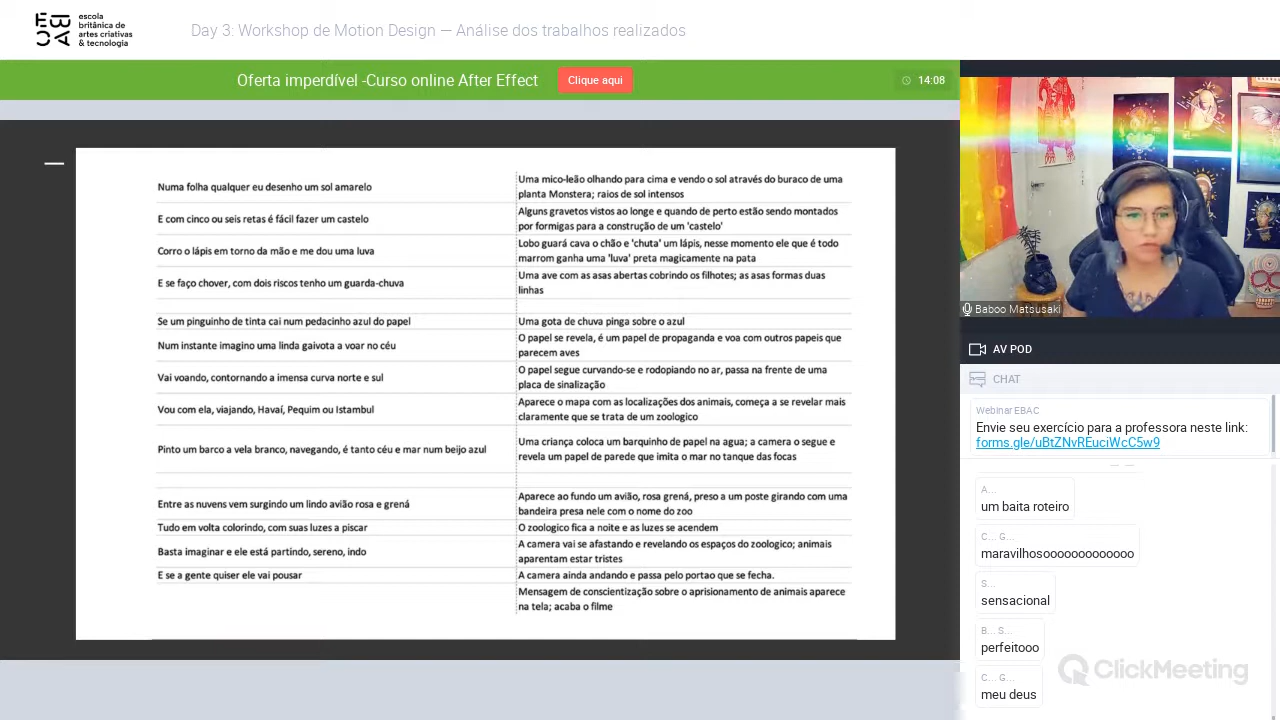 EBAC
escola
britânica de
artes criativas
& tecnologia
Day 3: Workshop de Motion Design — Análise dos trabalhos realizados
Oferta imperdível -Curso online After Effect
Clique aqui
14:08
Numa folha qualquer eu desenho um sol amarelo
Uma mico-leão olhando para cima e vendo o sol através do buraco de uma
planta Monstera; raios de sol intensos
E com cinco ou seis retas é fácil fazer um castelo
Alguns gravetos vistos ao longe e quando de perto estão sendo montados
por formigas para a construção de um 'castelo'
Corro o lápis em torno da mão e me dou uma luva
Lobo guará cava o chão e 'chuta' um lápis, nesse momento ele que é todo
marrom ganha uma 'luva' preta magicamente na pata
E se faço chover, com dois riscos tenho um guarda-chuva
Uma ave com as asas abertas cobrindo os filhotes; as asas formas duas
linhas
Se um pinguinho de tinta cai num pedacinho azul do papel
Uma gota de chuva pinga sobre o azul
Num instante imagino uma linda gaivota a voar no céu
O papel se revela, é um papel de propaganda e voa com outros papeis que
parecem aves
Vai voando, contornando a imensa curva norte e sul
O papel segue curvando-se e rodopiando no ar, passa na frente de uma
placa de sinalização
Vou com ela, viajando, Havaí, Pequim ou Istambul
Aparece o mapa com as localizações dos animais, começa a se revelar mais
claramente que se trata de um zoologico
Pinto um barco a vela branco, navegando, é tanto céu e mar num beijo azul
Uma criança coloca um barquinho de papel na agua; a camera o segue e
revela um papel de parede que imita o mar no tanque das focas
Entre as nuvens vem surgindo um lindo avião rosa e grená
Aparece ao fundo um avião, rosa grená, preso a um poste girando com uma
bandeira presa nele com o nome do zoo
Tudo em volta colorindo, com suas luzes a piscar
O zoologico fica a noite e as luzes se acendem
Basta imaginar e ele está partindo, sereno, indo
A camera vai se afastando e revelando os espaços do zoologico; animais
aparentam estar tristes
E se a gente quiser ele vai pousar
A camera ainda andando e passa pelo portao que se fecha.
Mensagem de conscientização sobre o aprisionamento de animais aparece
na tela; acaba o filme
Baboo Matsusaki
AV POD
CHAT
Webinar EBAC
Envie seu exercício para a professora neste link:
forms.gle/uBtZNvREuciWcC5w9
A...
um baita roteiro
C... G...
maravilhosooooooooooooo
S...
sensacional
B... S...
perfeitooo
C... G...
meu deus
ClickMeeting